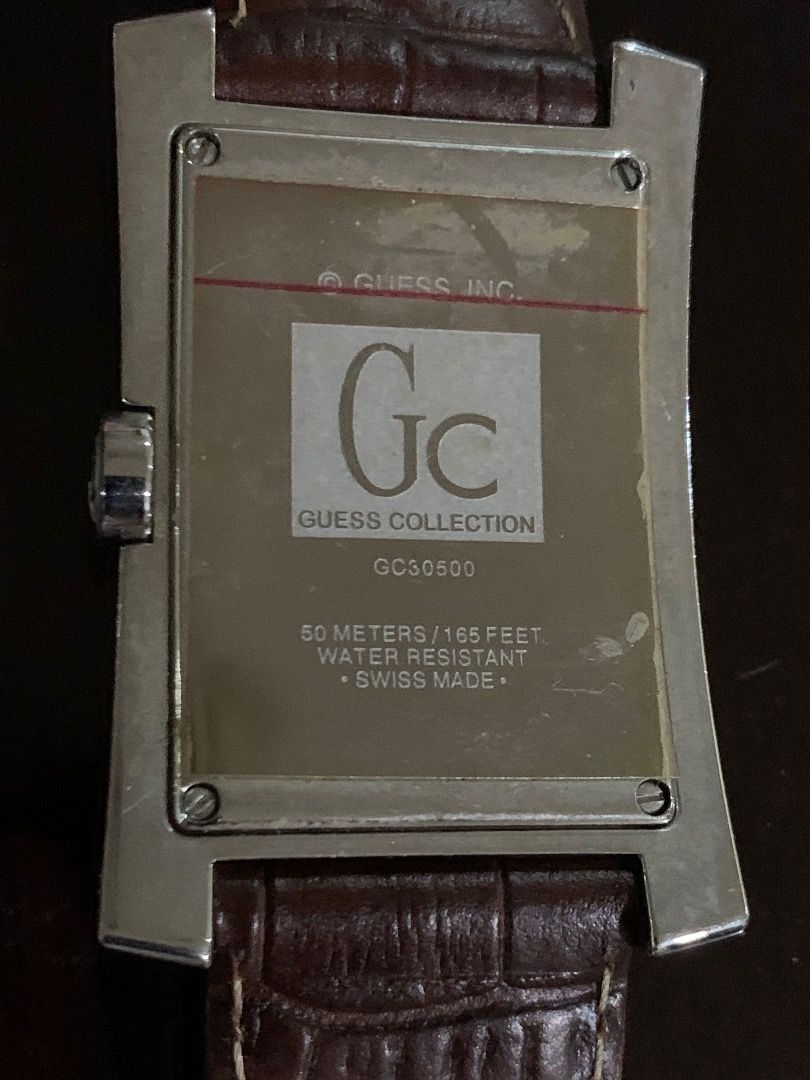 © GUESS, INC.
Gc
GUESS COLLECTION
GC30500
50 METERS/165 FEET
WATER RESISTANT
• SWISS MADE •